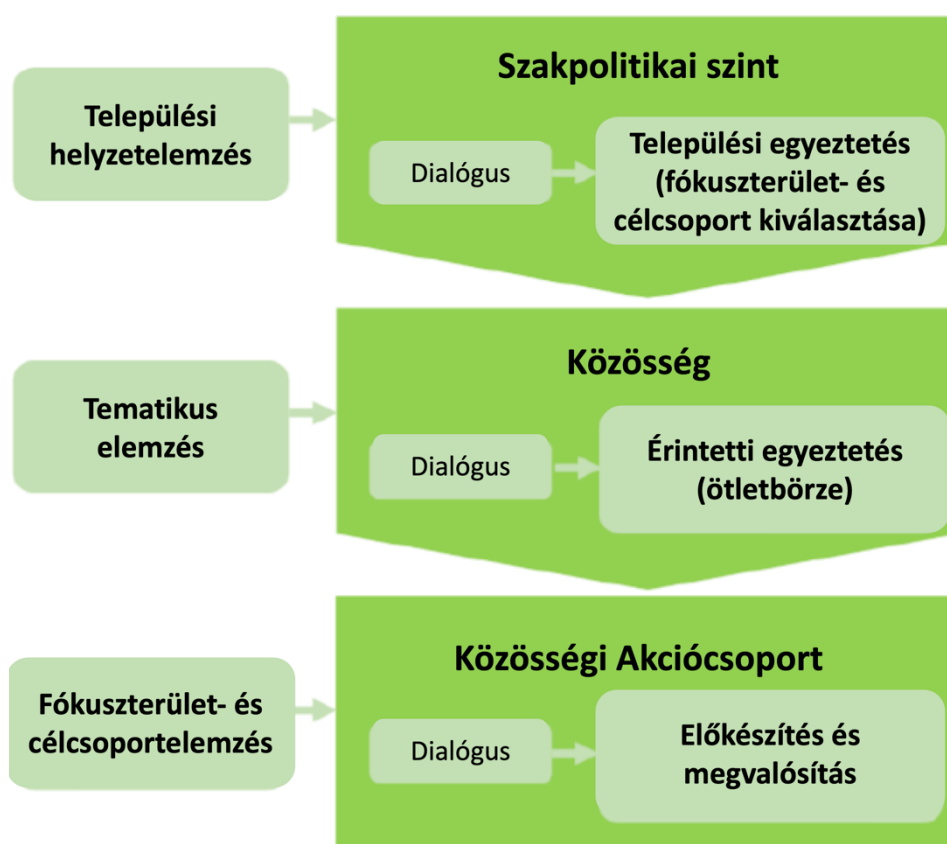 Települési
helyzetelemzés
Szakpolitikai szint
Dialógus
Települési egyeztetés
(fókuszterület- és
célcsoport kiválasztása)
Tematikus
elemzés
Közösség
Dialógus
Érintetti egyeztetés
(ötletbörze)
Fókuszterület- és
célcsoportelemzés
Közösségi Akciócsoport
Dialógus
Előkészítés és
megvalósítás